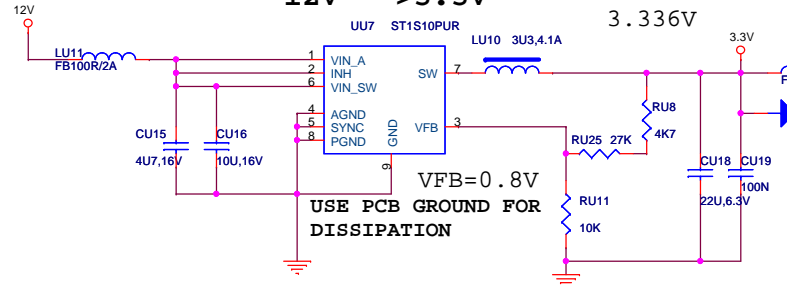 12V >3.3V
12V
3.336V
UU7 ST1S10PUR
LU10 3U3,4.1A
3.3V
LU11
FB100R/2A
1 VIN_A
2 INH
6 VIN_SW
SW 7
4 AGND
5 SYNC
8 PGND
VFB 3
GND
9
RU8
4K7
RU25 27K
CU15
4U7,16V
CU16
10U,16V
CU18
22U,6.3V
CU19
100N
VFB=0.8V
RU11
10K
USE PCB GROUND FOR
DISSIPATION